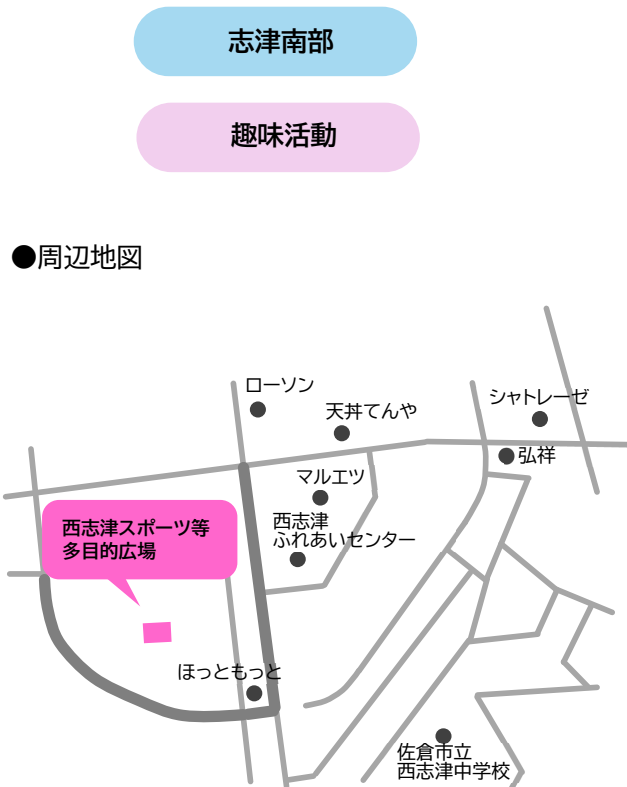 志津南部
趣味活動
●周辺地図
ローソン
天丼てんや
シャトレーゼ
弘祥
マルエツ
西志津
ふれあいセンター
西志津スポーツ等
多目的広場
ほっともっと
佐倉市立
西志津中学校